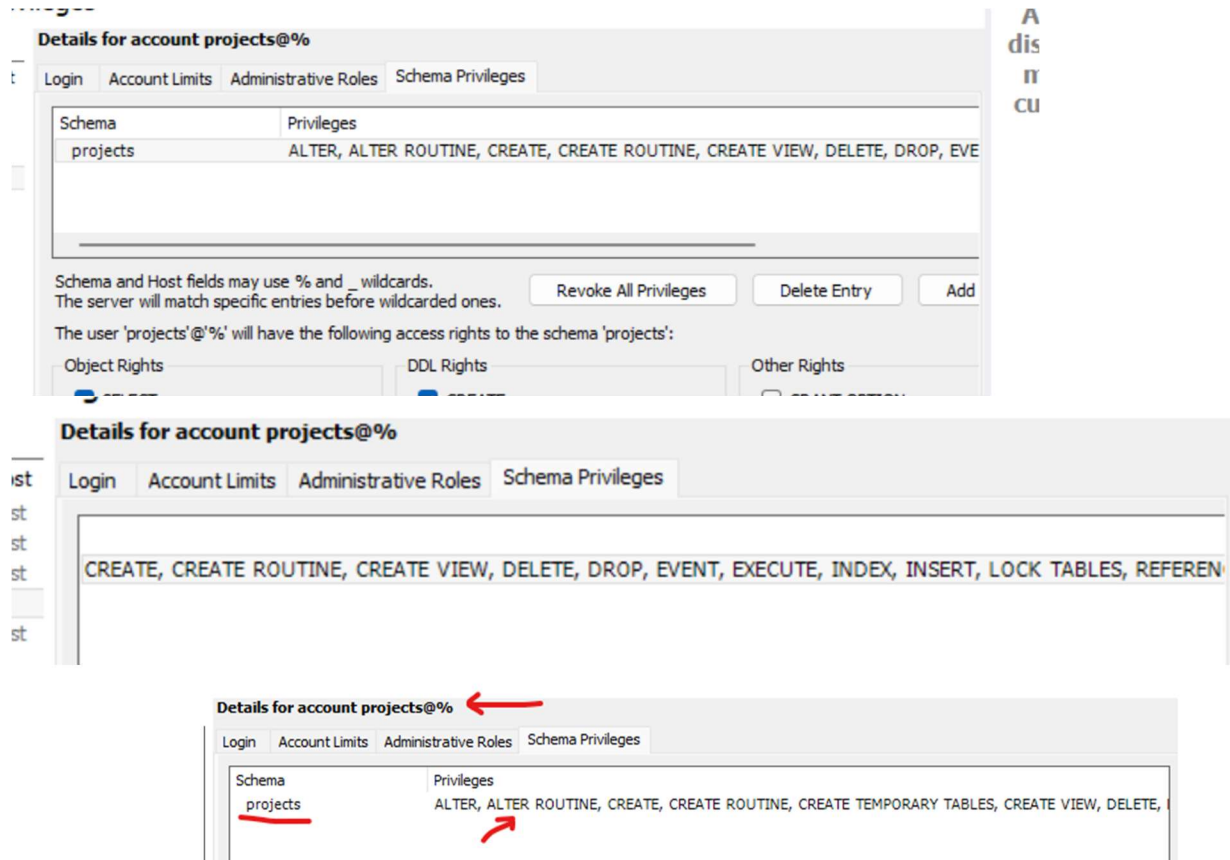 Details for account projects@%
Login Account Limits Administrative Roles Schema Privileges
Schema Privileges
projects ALTER, ALTER ROUTINE, CREATE, CREATE ROUTINE, CREATE VIEW, DELETE, DROP, EVE
Schema and Host fields may use % and _ wildcards.
The server will match specific entries before wildcarded ones.
Revoke All Privileges Delete Entry Add
The user 'projects'@'%' will have the following access rights to the schema 'projects':
Object Rights DDL Rights Other Rights
A
dis
m
cu
Details for account projects@%
ost Login Account Limits Administrative Roles Schema Privileges
st
st
st CREATE, CREATE ROUTINE, CREATE VIEW, DELETE, DROP, EVENT, EXECUTE, INDEX, INSERT, LOCK TABLES, REFEREN
st
Details for account projects@%
Login Account Limits Administrative Roles Schema Privileges
Schema Privileges
projects ALTER, ALTER ROUTINE, CREATE, CREATE ROUTINE, CREATE TEMPORARY TABLES, CREATE VIEW, DELETE,